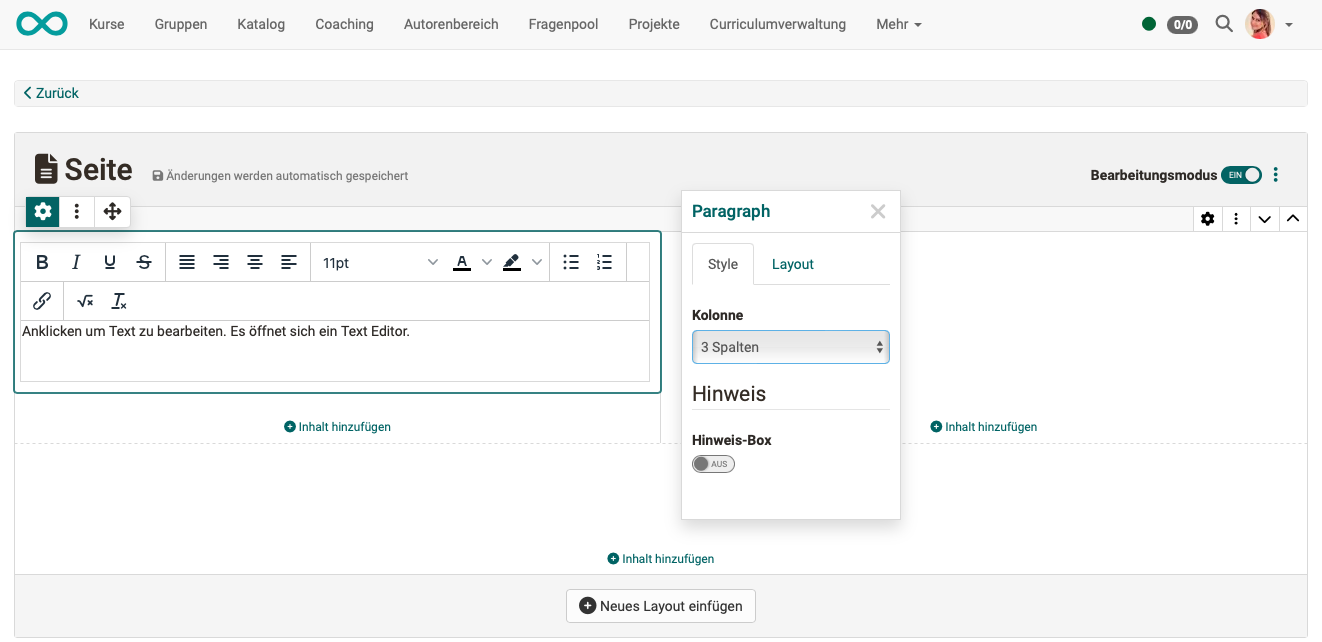 Kurse Gruppen Katalog Coaching Autorenbereich Fragenpool Projekte Curriculumverwaltung Mehr 0/0
Zurück
Seite Änderungen werden automatisch gespeichert Bearbeitungsmodus EIN
Paragraph
Style Layout
Kolonne
3 Spalten
Hinweis
Hinweis-Box
AUS
B I U S 11pt A
√x Tx
Anklicken um Text zu bearbeiten. Es öffnet sich ein Text Editor.
Inhalt hinzufügen Inhalt hinzufügen
Inhalt hinzufügen
Neues Layout einfügen